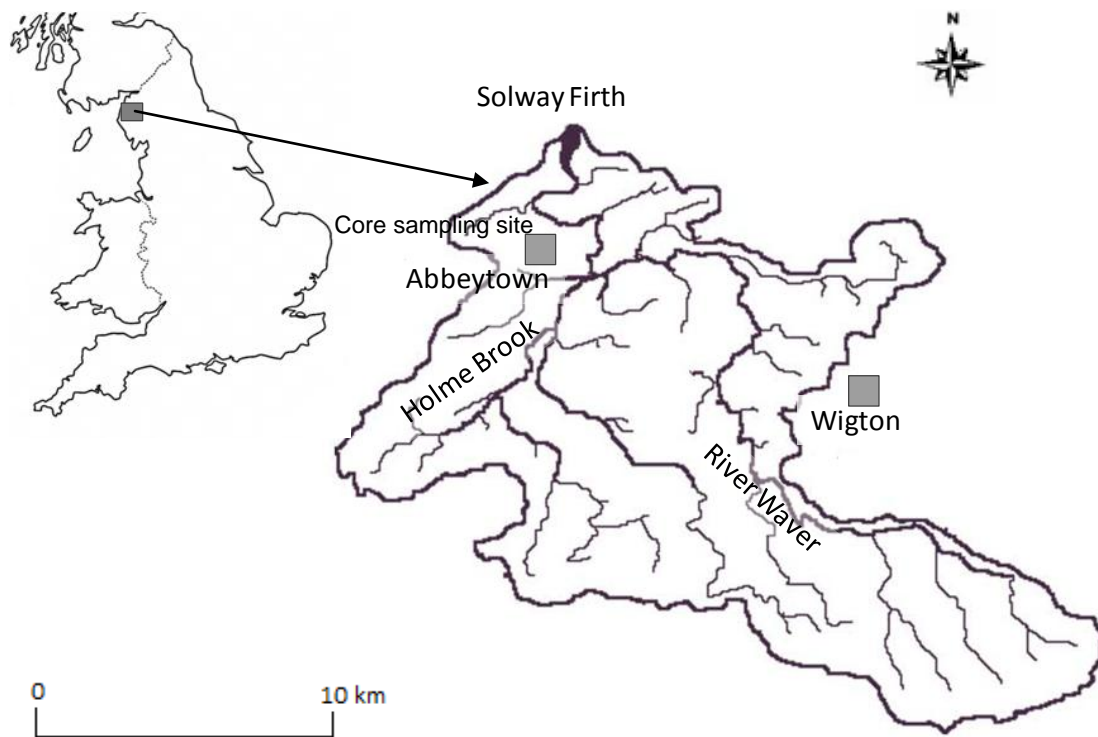 N
Solway Firth
Core sampling site
Abbeytown
Holme Brook
Wigton
River Waver
0
10 km